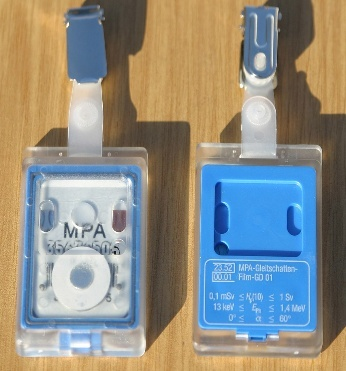 MPA
23.52 MPA-Gleitschatten-
00.01 Film-GD 01
0,1 mSv ≤ Hp(10) ≤ 1 Sv
13 keV ≤ Eph ≤ 1,4 MeV
0° ≤ α ≤ 60°